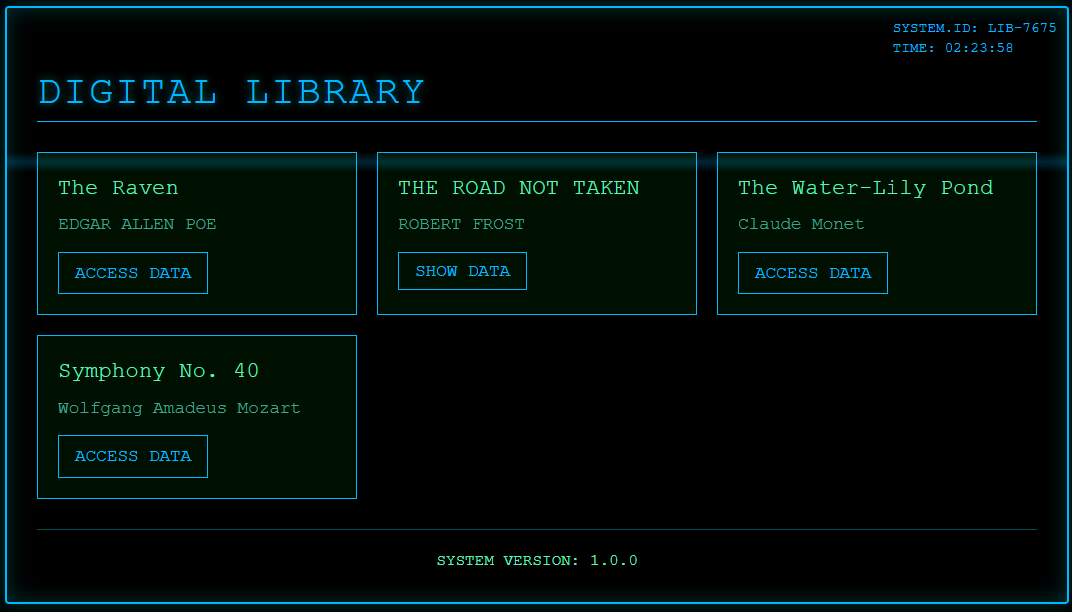 SYSTEM.ID: LIB-7675
TIME: 02:23:58
DIGITAL LIBRARY
The Raven
EDGAR ALLEN POE
ACCESS DATA
THE ROAD NOT TAKEN
ROBERT FROST
SHOW DATA
The Water-Lily Pond
Claude Monet
ACCESS DATA
Symphony No. 40
Wolfgang Amadeus Mozart
ACCESS DATA
SYSTEM VERSION: 1.0.0